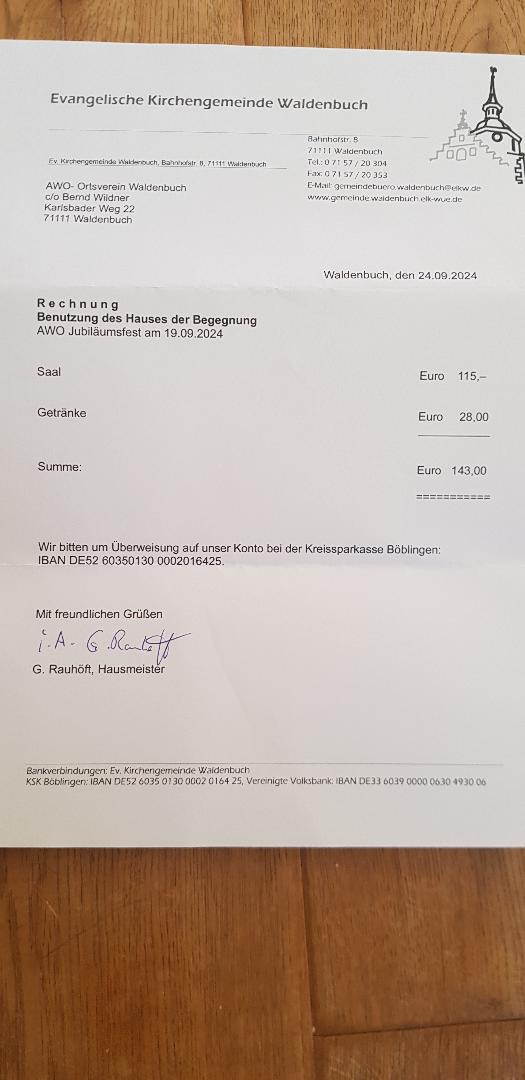 Evangelische Kirchengemeinde Waldenbuch
Bahnhofstr. 8
71111 Waldenbuch
Tel.: 0 71 57 / 20 304
Fax: 0 71 57 / 20 353
E-Mail: gemeindebuero.waldenbuch@elkw.de
www.gemeinde.waldenbuch.elk-wue.de
Ev. Kirchengemeinde Waldenbuch, Bahnhofstr. 8, 71111 Waldenbuch
AWO- Ortsverein Waldenbuch
c/o Bernd Wildner
Karlsbader Weg 22
71111 Waldenbuch
Waldenbuch, den 24.09.2024
R e c h n u n g
Benutzung des Hauses der Begegnung
AWO Jubiläumsfest am 19.09.2024
Saal Euro 115,–
Getränke Euro 28,00
Summe: Euro 143,00
===========
Wir bitten um Überweisung auf unser Konto bei der Kreissparkasse Böblingen:
IBAN DE52 60350130 0002016425.
Mit freundlichen Grüßen
i.A. G. Rauhöft
G. Rauhöft, Hausmeister
Bankverbindungen: Ev. Kirchengemeinde Waldenbuch
KSK Böblingen: IBAN DE52 6035 0130 0002 0164 25, Vereinigte Volksbank: IBAN DE33 6039 0000 0630 4930 06